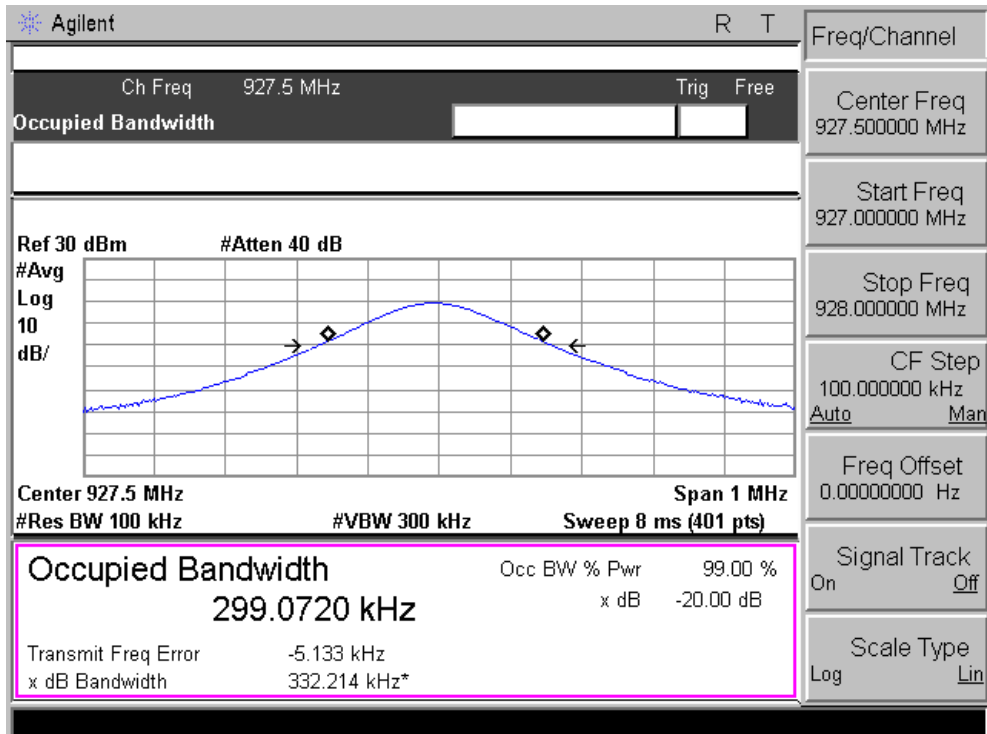 Agilent R T
Ch Freq 927.5 MHz Trig Free
Occupied Bandwidth
Ref 30 dBm #Atten 40 dB
#Avg
Log
10
dB/
Center 927.5 MHz Span 1 MHz
#Res BW 100 kHz #VBW 300 kHz Sweep 8 ms (401 pts)
Occupied Bandwidth
299.0720 kHz
Occ BW % Pwr 99.00 %
x dB -20.00 dB
Transmit Freq Error -5.133 kHz
x dB Bandwidth 332.214 kHz*
Freq/Channel
Center Freq
927.500000 MHz
Start Freq
927.000000 MHz
Stop Freq
928.000000 MHz
CF Step
100.000000 kHz
Auto Man
Freq Offset
0.00000000 Hz
Signal Track
On Off
Scale Type
Log Lin